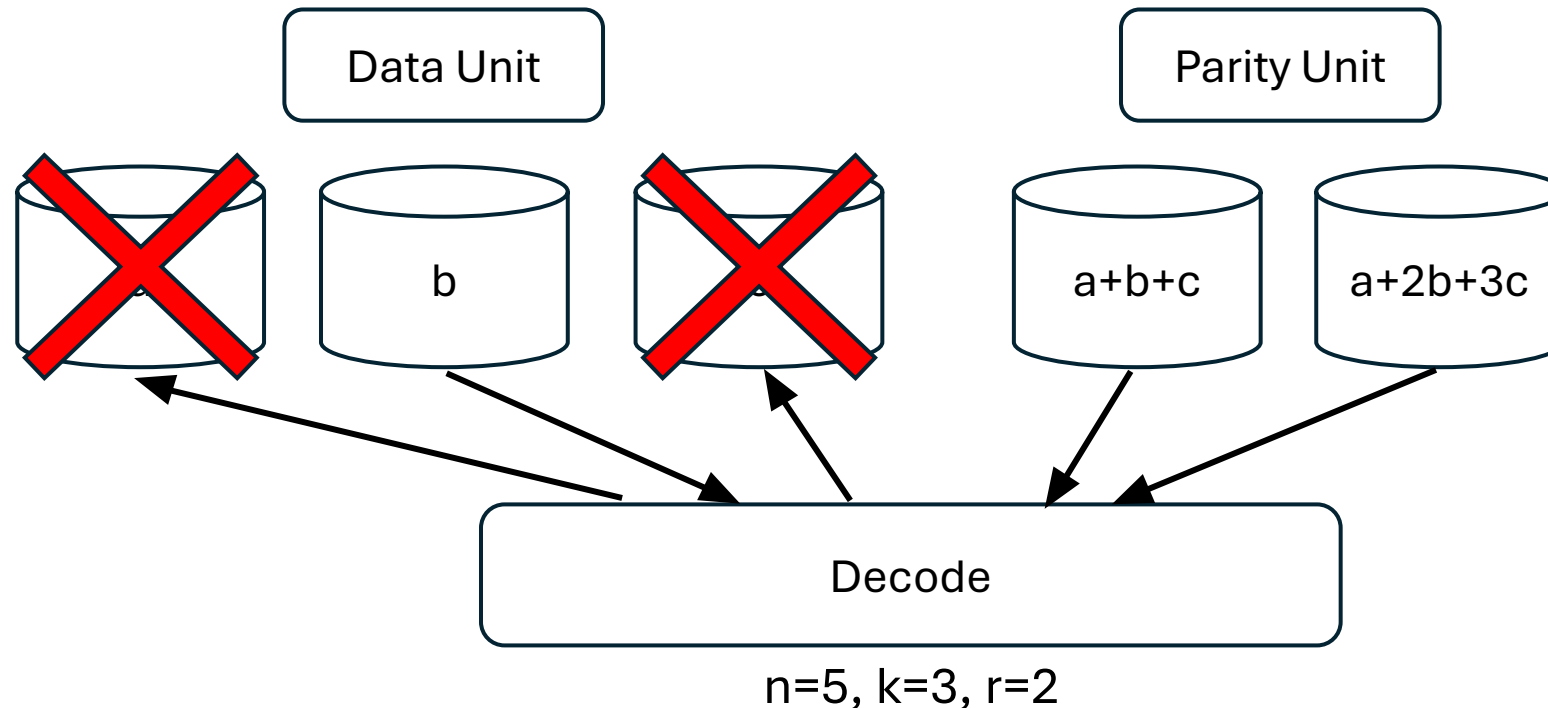 Data Unit
Parity Unit
b
a+b+c
a+2b+3c
Decode
n=5, k=3, r=2